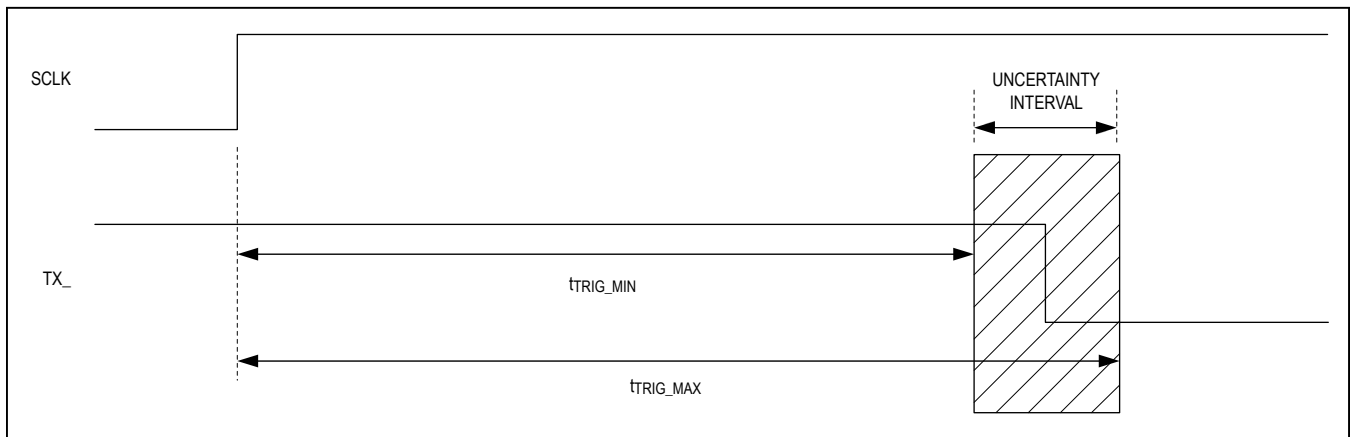 SCLK
UNCERTAINTY
INTERVAL
TX_
tTRIG_MIN
tTRIG_MAX